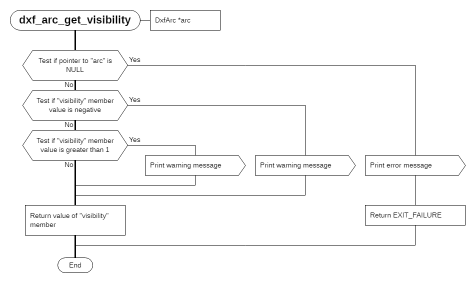 dxf_arc_get_visibility
DxfArc *arc
Test if pointer to "arc" is
NULL
Yes
No
Test if "visibility" member
value is negative
Yes
No
Test if "visibility" member
value is greater than 1
Yes
No
Print warning message
Print warning message
Print error message
Return value of "visibility"
member
Return EXIT_FAILURE
End